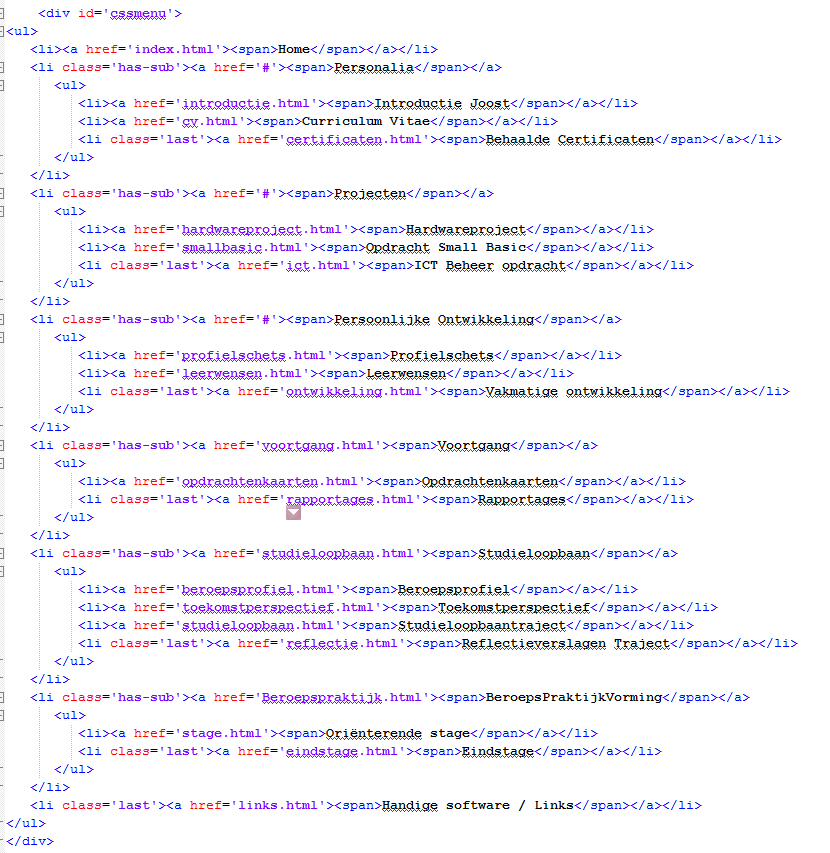 <div id='cssmenu'>
<ul>
<li><a href='index.html'><span>Home</span></a></li>
<li class='has-sub'><a href='#'><span>Personalia</span></a>
<ul>
<li><a href='introductie.html'><span>Introductie Joost</span></a></li>
<li><a href='cv.html'><span>Curriculum Vitae</span></a></li>
<li class='last'><a href='certificaten.html'><span>Behaalde Certificaten</span></a></li>
</ul>
</li>
<li class='has-sub'><a href='#'><span>Projecten</span></a>
<ul>
<li><a href='hardwareproject.html'><span>Hardwareproject</span></a></li>
<li><a href='smallbasic.html'><span>Opdracht Small Basic</span></a></li>
<li class='last'><a href='ict.html'><span>ICT Beheer opdracht</span></a></li>
</ul>
</li>
<li class='has-sub'><a href='#'><span>Persoonlijke Ontwikkeling</span></a>
<ul>
<li><a href='profielschets.html'><span>Profielschets</span></a></li>
<li><a href='leerwensen.html'><span>Leerwensen</span></a></li>
<li class='last'><a href='ontwikkeling.html'><span>Vakmatige ontwikkeling</span></a></li>
</ul>
</li>
<li class='has-sub'><a href='voortgang.html'><span>Voortgang</span></a>
<ul>
<li><a href='opdrachtenkaarten.html'><span>Opdrachtenkaarten</span></a></li>
<li class='last'><a href='rapportages.html'><span>Rapportages</span></a></li>
</ul>
</li>
<li class='has-sub'><a href='studieloopbaan.html'><span>Studieloopbaan</span></a>
<ul>
<li><a href='beroepsprofiel.html'><span>Beroepsprofiel</span></a></li>
<li><a href='toekomstperspectief.html'><span>Toekomstperspectief</span></a></li>
<li><a href='studieloopbaan.html'><span>Studieloopbaantraject</span></a></li>
<li class='last'><a href='reflectie.html'><span>Reflectieverslagen Traject</span></a></li>
</ul>
</li>
<li class='has-sub'><a href='Beroepspraktijk.html'><span>BeroepsPraktijkVorming</span></a>
<ul>
<li><a href='stage.html'><span>Oriënterende stage</span></a></li>
<li class='last'><a href='eindstage.html'><span>Eindstage</span></a></li>
</ul>
</li>
<li class='last'><a href='links.html'><span>Handige software / Links</span></a></li>
</ul>
</div>